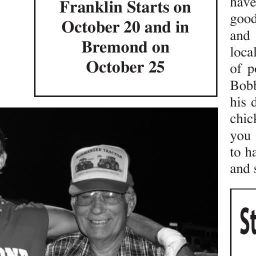 Franklin Starts on
October 20 and in
Bremond on
October 25
have
good
and
local
of p
Bobb
his d
chick
you
to ha
and s
St